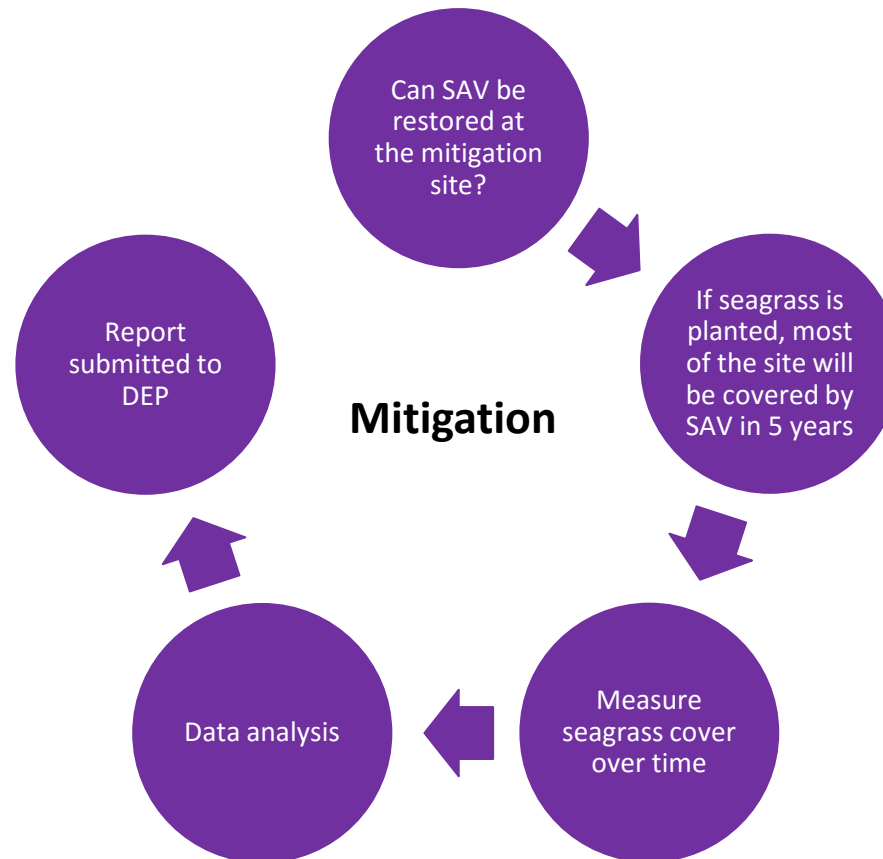 Can SAV be
restored at
the mitigation
site?
If seagrass is
planted, most
of the site will
be covered by
SAV in 5 years
Measure
seagrass cover
over time
Data analysis
Report
submitted to
DEP
Mitigation